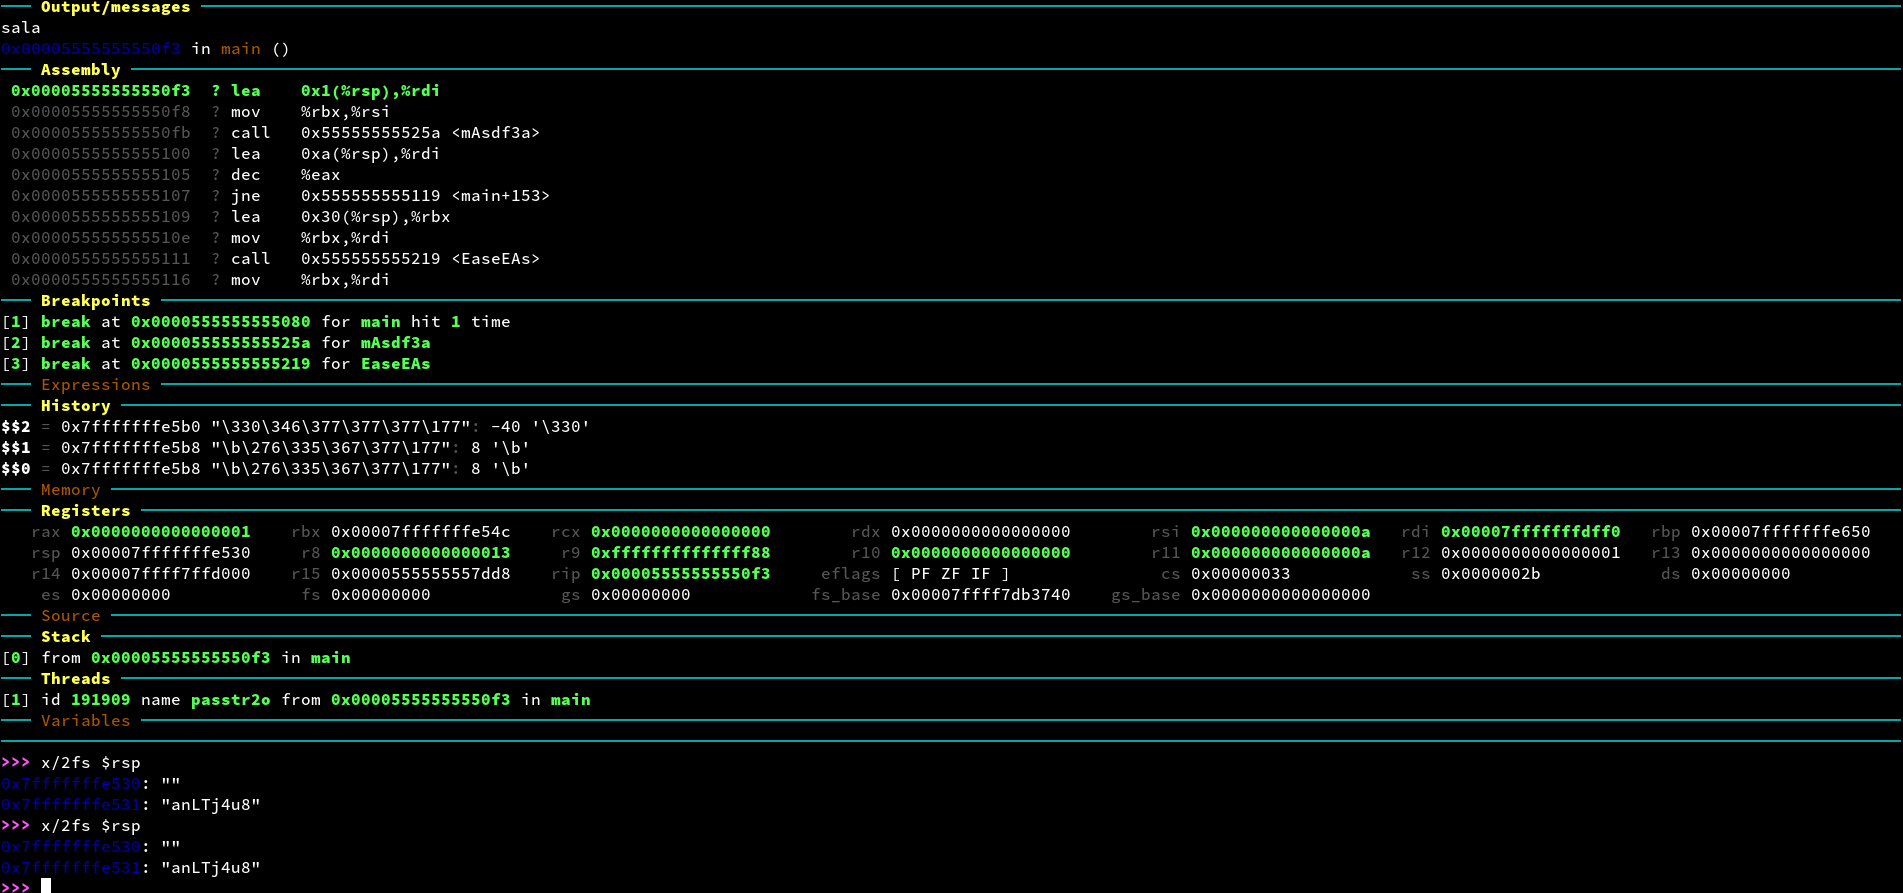 Output/messages
sala
0x00005555555550f3 in main ()
Assembly
0x00005555555550f3 ? lea 0x1(%rsp),%rdi
0x00005555555550f8 ? mov %rbx,%rsi
0x00005555555550fb ? call 0x55555555525a <mAsdf3a>
0x0000555555555100 ? lea 0xa(%rsp),%rdi
0x0000555555555105 ? dec %eax
0x0000555555555107 ? jne 0x555555555119 <main+153>
0x0000555555555109 ? lea 0x30(%rsp),%rbx
0x000055555555510e ? mov %rbx,%rdi
0x0000555555555111 ? call 0x555555555219 <EaseEAs>
0x0000555555555116 ? mov %rbx,%rdi
Breakpoints
[1] break at 0x0000555555555080 for main hit 1 time
[2] break at 0x000055555555525a for mAsdf3a
[3] break at 0x0000555555555219 for EaseEAs
Expressions
History
$$2 = 0x7fffffffe5b0 "\330\346\377\377\377\177": -40 '\330'
$$1 = 0x7fffffffe5b8 "\b\276\335\367\377\177": 8 '\b'
$$0 = 0x7fffffffe5b8 "\b\276\335\367\377\177": 8 '\b'
Memory
Registers
rax 0x0000000000000001 rbx 0x00007fffffffe54c rcx 0x0000000000000000 rdx 0x0000000000000000 rsi 0x000000000000000a rdi 0x00007fffffffdff0 rbp 0x00007fffffffe650
rsp 0x00007fffffffe530 r8 0x0000000000000013 r9 0xffffffffffffff88 r10 0x0000000000000000 r11 0x000000000000000a r12 0x0000000000000001 r13 0x0000000000000000
r14 0x00007ffff7ffd000 r15 0x0000555555557dd8 rip 0x00005555555550f3 eflags [ PF ZF IF ] cs 0x00000033 ss 0x0000002b ds 0x00000000
es 0x00000000 fs 0x00000000 gs 0x00000000 fs_base 0x00007ffff7db3740 gs_base 0x0000000000000000
Source
Stack
[0] from 0x00005555555550f3 in main
Threads
[1] id 191909 name passtr2o from 0x00005555555550f3 in main
Variables
>>> x/2fs $rsp
0x7fffffffe530: ""
0x7fffffffe531: "anLTj4u8"
>>> x/2fs $rsp
0x7fffffffe530: ""
0x7fffffffe531: "anLTj4u8"
>>>